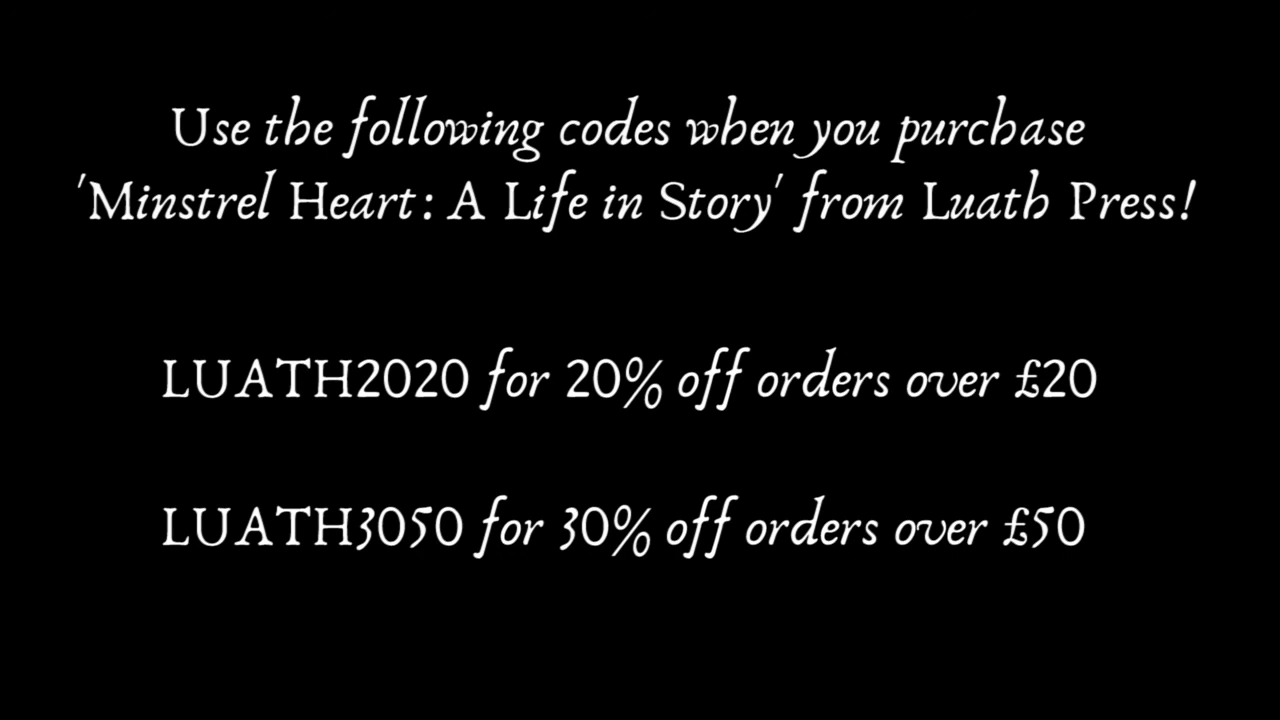 Use the following codes when you purchase
'Minstrel Heart: A Life in Story' from Luath Press!
LUATH2020 for 20% off orders over £20
LUATH3050 for 30% off orders over £50